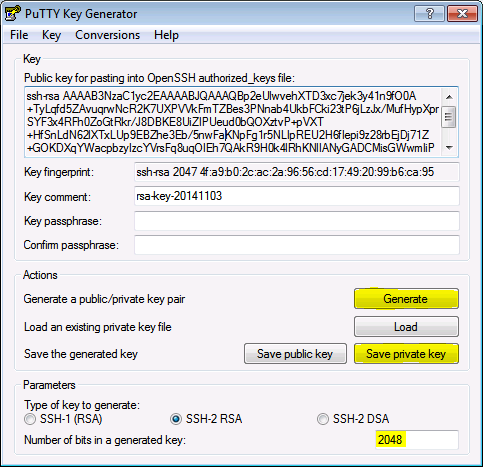 PuTTY Key Generator
File Key Conversions Help
Key
Public key for pasting into OpenSSH authorized_keys file:
ssh-rsa AAAAB3NzaC1yc2EAAAABJQAAAQBp2eUlwvehXTD3xc7jek3y41n9fO0A
+TyLqfd5ZAvuqrwNcR2K7UXPVVkFmTZBes3PNnab4UkbFCki23tP6jLzJx/MufHypXpr
SYF3x4RFh0ZoGtRkr/J8DBKE8UiZlPUeud0bQOXztvP+pVXT
+HfSnLdN62lXTxLUp9EBZhe3Eb/5nwFaKNpFg1r5NLlpREU2H6flepi9z28rbEjDj71Z
+GOKDXqYWacpbzyIzcYVrsFq8uqOIEh7QAkR9H0k4lRhKNIIANyGADCMisGWwmIiP
Key fingerprint: ssh-rsa 2047 4f:a9:b0:2c:ac:2a:96:56:cd:17:49:20:99:b6:ca:95
Key comment: rsa-key-20141103
Key passphrase:
Confirm passphrase:
Actions
Generate a public/private key pair Generate
Load an existing private key file Load
Save the generated key Save public key Save private key
Parameters
Type of key to generate:
SSH-1 (RSA) SSH-2 RSA SSH-2 DSA
Number of bits in a generated key: 2048